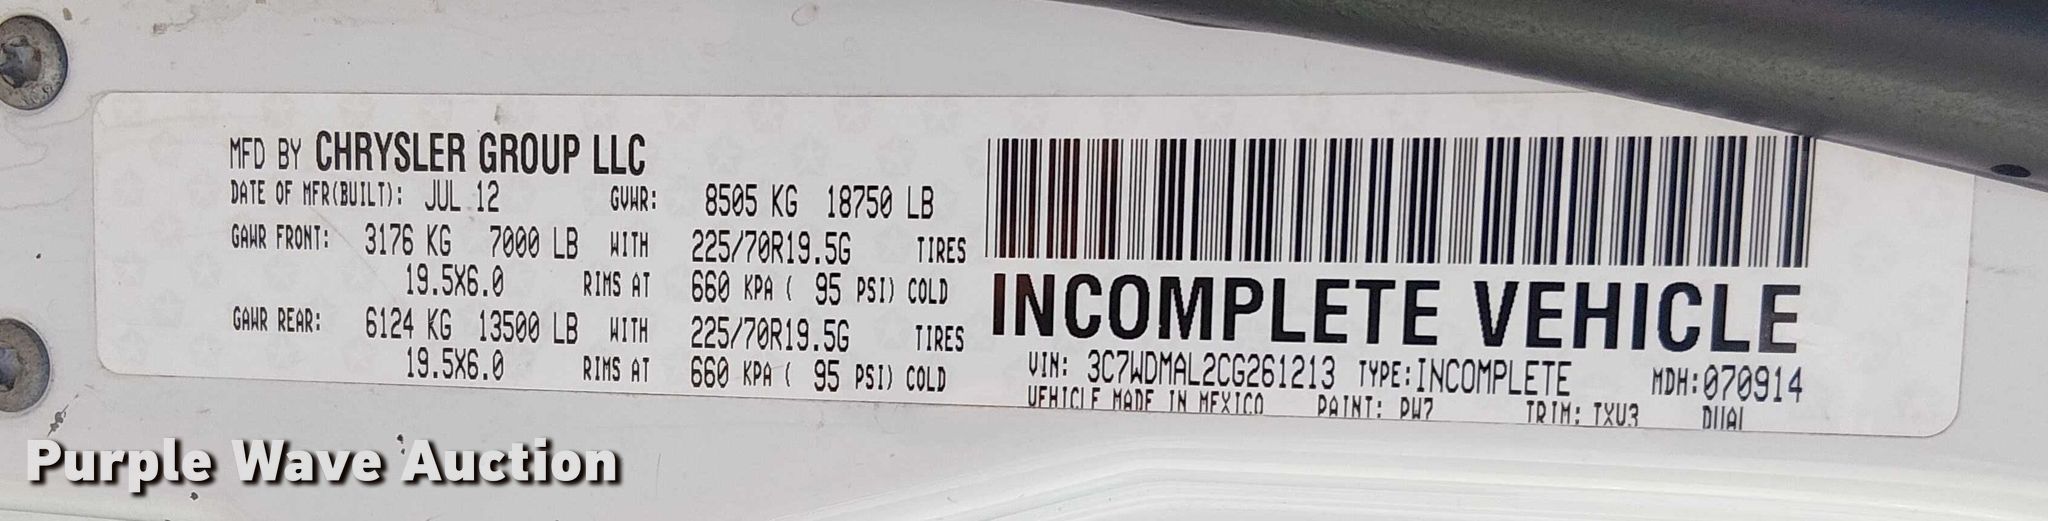 MFD BY CHRYSLER GROUP LLC
DATE OF MFR(BUILT): JUL 12 GVWR: 8505 KG 18750 LB
GAWR FRONT: 3176 KG 7000 LB WITH 225/70R19.5G TIRES
19.5X6.0 RIMS AT 660 KPA ( 95 PSI) COLD
GAWR REAR: 6124 KG 13500 LB WITH 225/70R19.5G TIRES
19.5X6.0 RIMS AT 660 KPA ( 95 PSI) COLD
INCOMPLETE VEHICLE
VIN: 3C7WDMAL2CG261213 TYPE:INCOMPLETE MDH:070914
VEHICLE MADE IN MEXICO PAINT: PW7 TRIM: TXV3 DUAL
Purple Wave Auction